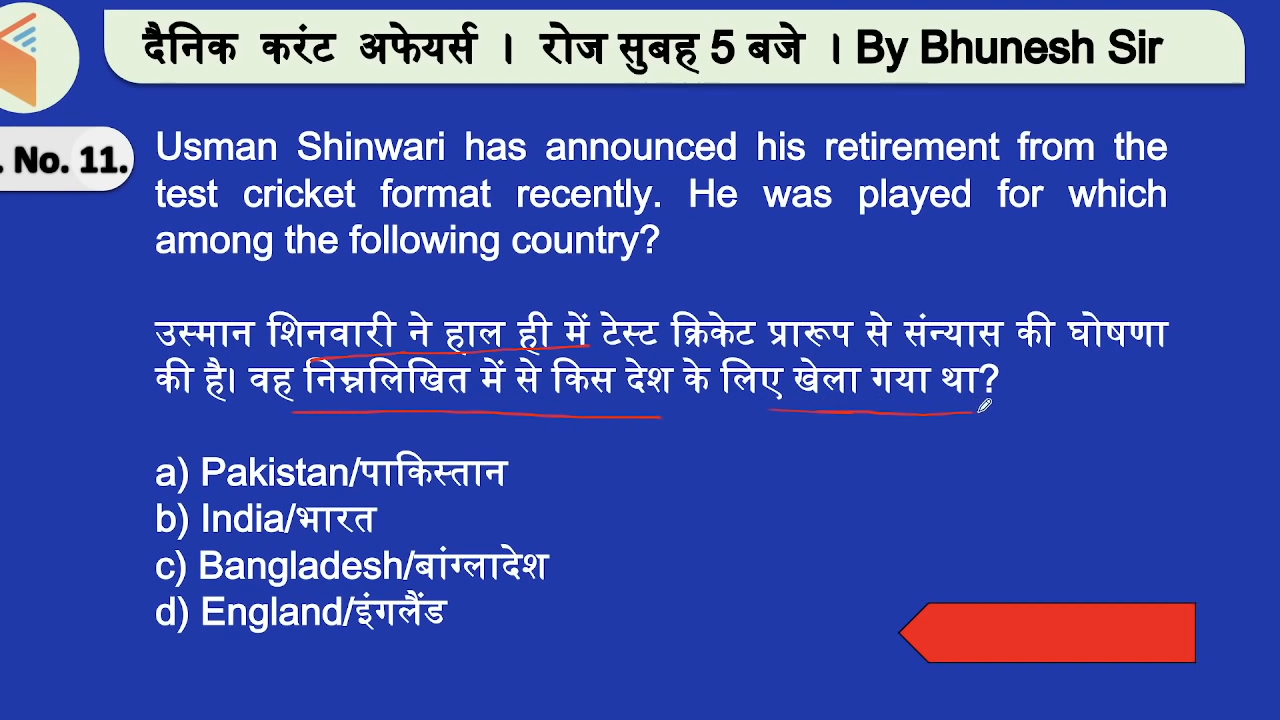 दैनिक करंट अफेयर्स । रोज सुबह 5 बजे । By Bhunesh Sir
. No. 11.
Usman Shinwari has announced his retirement from the
test cricket format recently. He was played for which
among the following country?
उस्मान शिनवारी ने हाल ही में टेस्ट क्रिकेट प्रारूप से संन्यास की घोषणा
की है। वह निम्नलिखित में से किस देश के लिए खेला गया था?
a) Pakistan/पाकिस्तान
b) India/भारत
c) Bangladesh/बांग्लादेश
d) England/इंगलैंड